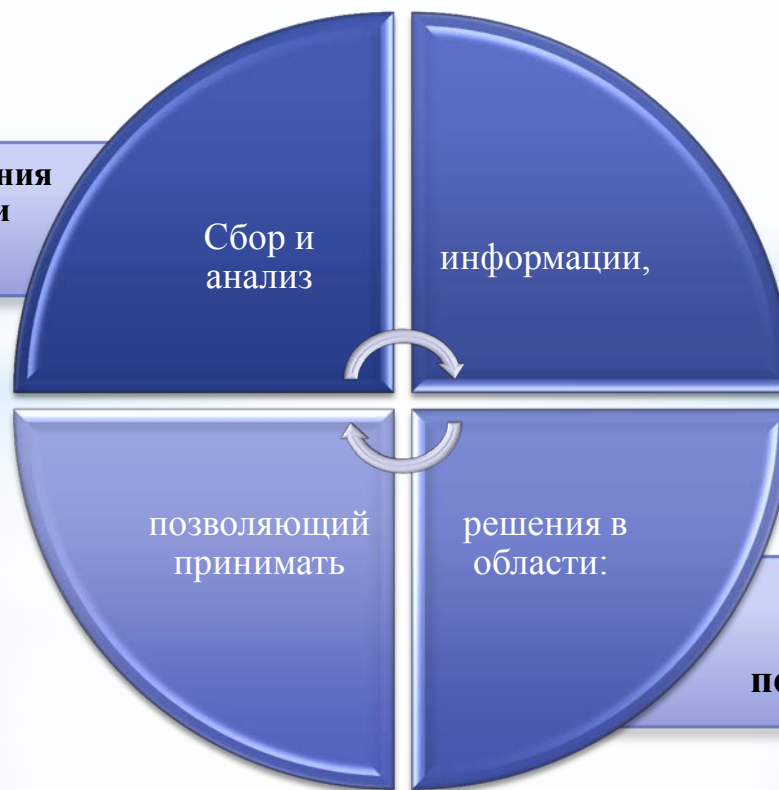 Сбор и
анализ
информации,
позволяющий
принимать
решения в
области: